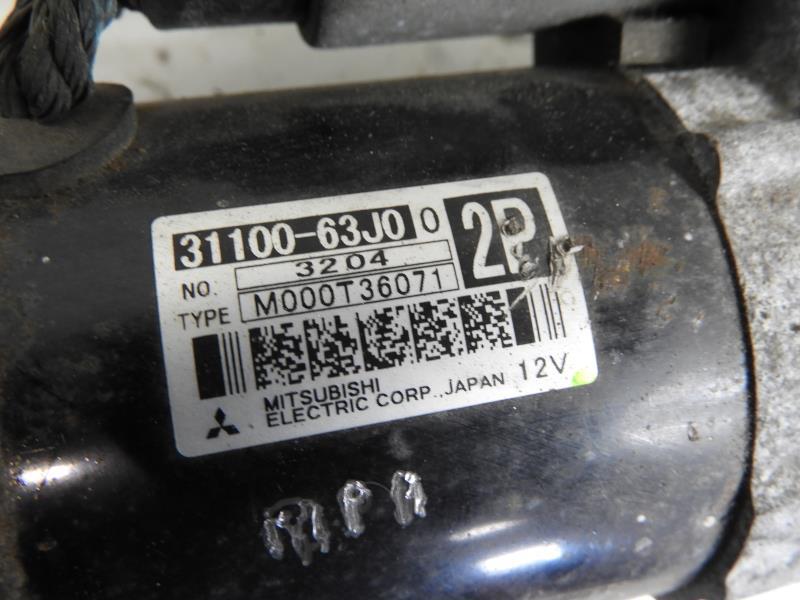 31100-63J0 0 2P
NO. 3204
TYPE M000T36071
MITSUBISHI
ELECTRIC CORP., JAPAN 12V